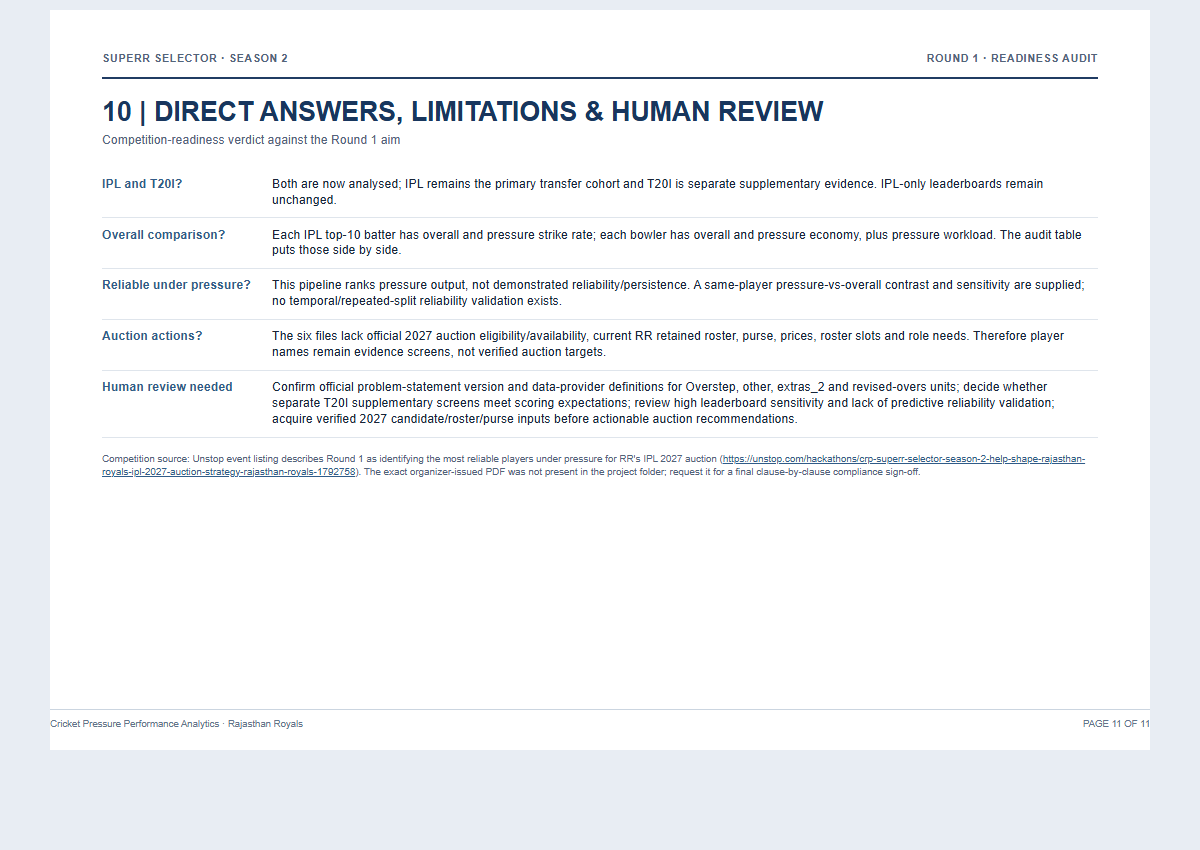 SUPERR SELECTOR · SEASON 2
ROUND 1 · READINESS AUDIT
10 | DIRECT ANSWERS, LIMITATIONS & HUMAN REVIEW
Competition-readiness verdict against the Round 1 aim
IPL and T20I?
Both are now analysed; IPL remains the primary transfer cohort and T20I is separate supplementary evidence. IPL-only leaderboards remain
unchanged.
Overall comparison?
Each IPL top-10 batter has overall and pressure strike rate; each bowler has overall and pressure economy, plus pressure workload. The audit table
puts those side by side.
Reliable under pressure?
This pipeline ranks pressure output, not demonstrated reliability/persistence. A same-player pressure-vs-overall contrast and sensitivity are supplied;
no temporal/repeated-split reliability validation exists.
Auction actions?
The six files lack official 2027 auction eligibility/availability, current RR retained roster, purse, prices, roster slots and role needs. Therefore player
names remain evidence screens, not verified auction targets.
Human review needed
Confirm official problem-statement version and data-provider definitions for Overstep, other, extras_2 and revised-overs units; decide whether
separate T20I supplementary screens meet scoring expectations; review high leaderboard sensitivity and lack of predictive reliability validation;
acquire verified 2027 candidate/roster/purse inputs before actionable auction recommendations.
Competition source: Unstop event listing describes Round 1 as identifying the most reliable players under pressure for RR's IPL 2027 auction (https://unstop.com/hackathons/crp-superr-selector-season-2-help-shape-rajasthan-
royals-ipl-2027-auction-strategy-rajasthan-royals-1792758). The exact organizer-issued PDF was not present in the project folder; request it for a final clause-by-clause compliance sign-off.
Cricket Pressure Performance Analytics · Rajasthan Royals
PAGE 11 OF 11